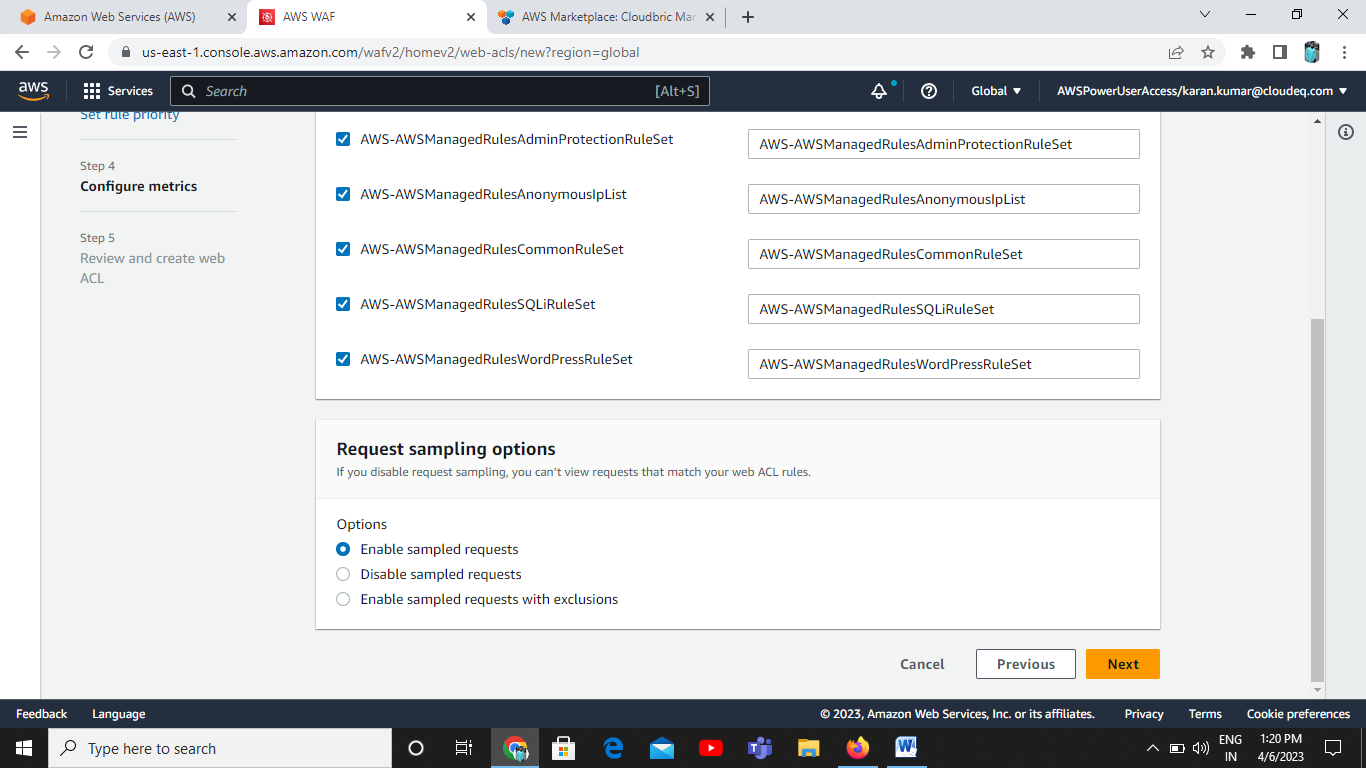 Amazon Web Services (AWS)
AWS WAF
AWS Marketplace: Cloudbric Mar
us-east-1.console.aws.amazon.com/wafv2/homev2/web-acls/new?region=global
aws
Services
Search
[Alt+S]
Global
AWSPowerUserAccess/karan.kumar@cloudeq.com
Set rule priority
Step 4
Configure metrics
Step 5
Review and create web
ACL
AWS-AWSManagedRulesAdminProtectionRuleSet
AWS-AWSManagedRulesAdminProtectionRuleSet
AWS-AWSManagedRulesAnonymousIpList
AWS-AWSManagedRulesAnonymousIpList
AWS-AWSManagedRulesCommonRuleSet
AWS-AWSManagedRulesCommonRuleSet
AWS-AWSManagedRulesSQLiRuleSet
AWS-AWSManagedRulesSQLiRuleSet
AWS-AWSManagedRulesWordPressRuleSet
AWS-AWSManagedRulesWordPressRuleSet
Request sampling options
If you disable request sampling, you can't view requests that match your web ACL rules.
Options
Enable sampled requests
Disable sampled requests
Enable sampled requests with exclusions
Cancel
Previous
Next
Feedback
Language
© 2023, Amazon Web Services, Inc. or its affiliates.
Privacy
Terms
Cookie preferences
Type here to search
ENG
IN
1:20 PM
4/6/2023